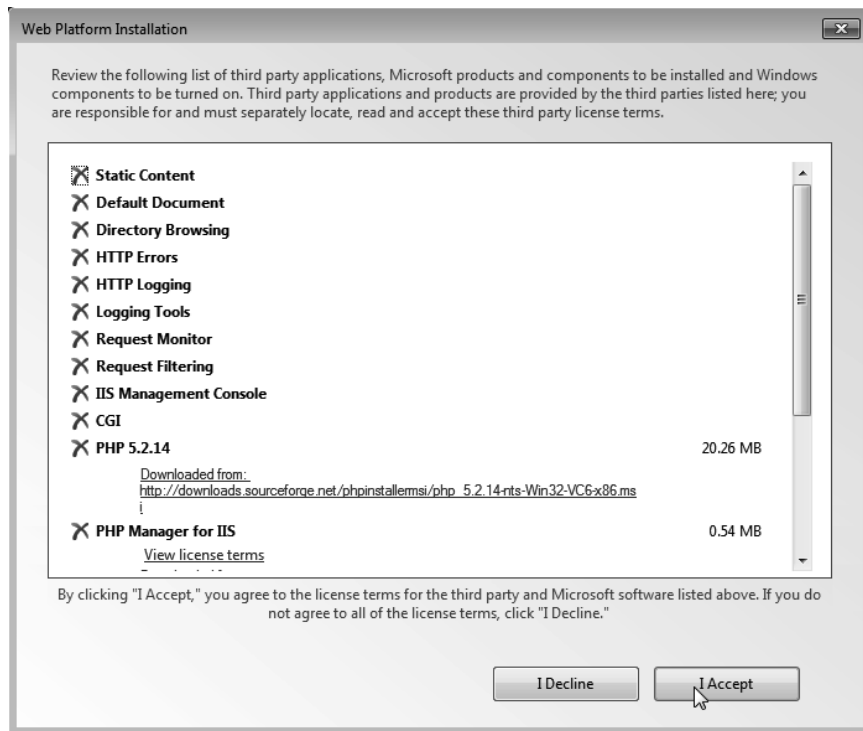 Web Platform Installation
Review the following list of third party applications, Microsoft products and components to be installed and Windows
components to be turned on. Third party applications and products are provided by the third parties listed here; you
are responsible for and must separately locate, read and accept these third party license terms.
Static Content
Default Document
Directory Browsing
HTTP Errors
HTTP Logging
Logging Tools
Request Monitor
Request Filtering
IIS Management Console
CGI
PHP 5.2.14 20.26 MB
Downloaded from:
http://downloads.sourceforge.net/phpinstallermsi/php_5.2.14-nts-Win32-VC6-x86.ms
i
PHP Manager for IIS 0.54 MB
View license terms
By clicking "I Accept," you agree to the license terms for the third party and Microsoft software listed above. If you do
not agree to all of the license terms, click "I Decline."
I Decline I Accept